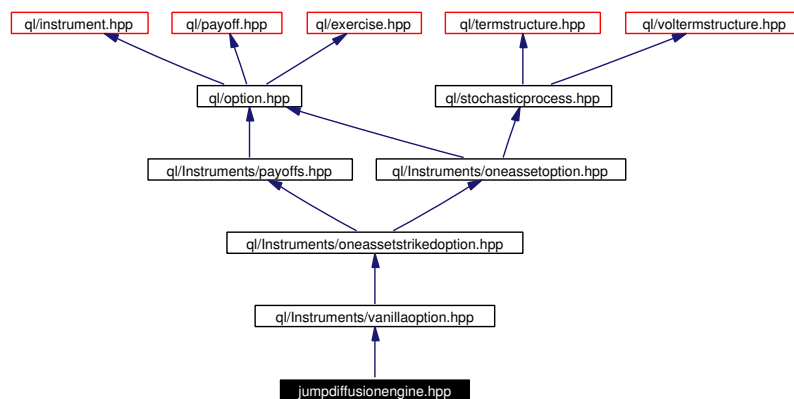 ql/instrument.hpp ql/payoff.hpp ql/exercise.hpp ql/termstructure.hpp ql/voltermstructure.hpp
ql/option.hpp ql/stochasticprocess.hpp
ql/Instruments/payoffs.hpp ql/Instruments/oneassetoption.hpp
ql/Instruments/oneassetstrikedoption.hpp
ql/Instruments/vanillaoption.hpp
jumpdiffusionengine.hpp